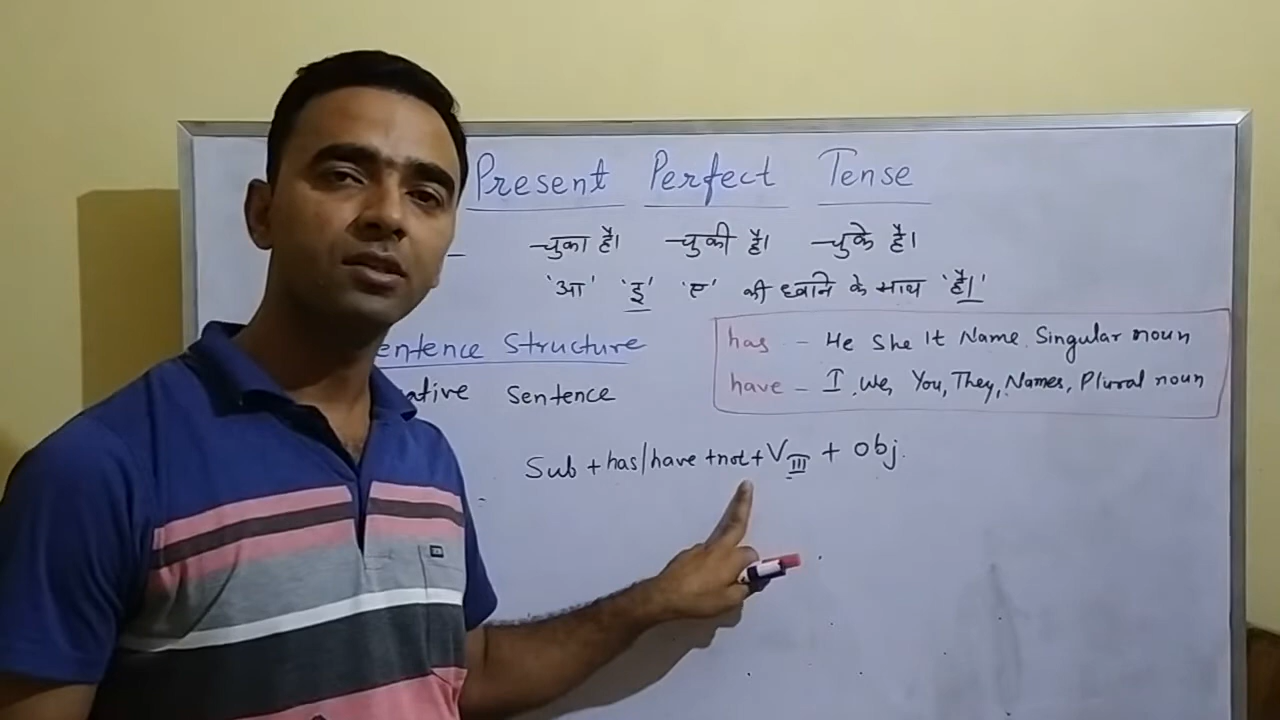 Present Perfect Tense
– चुका है। चुकी है। चुके है।
'आ' 'इ' 'ए' की ध्वनि के साथ 'है।'
entence Structure
ative Sentence
has – He She It Name Singular noun
have – I, We, You, They, Names, Plural noun
Sub + has/have + not + V III + obj.